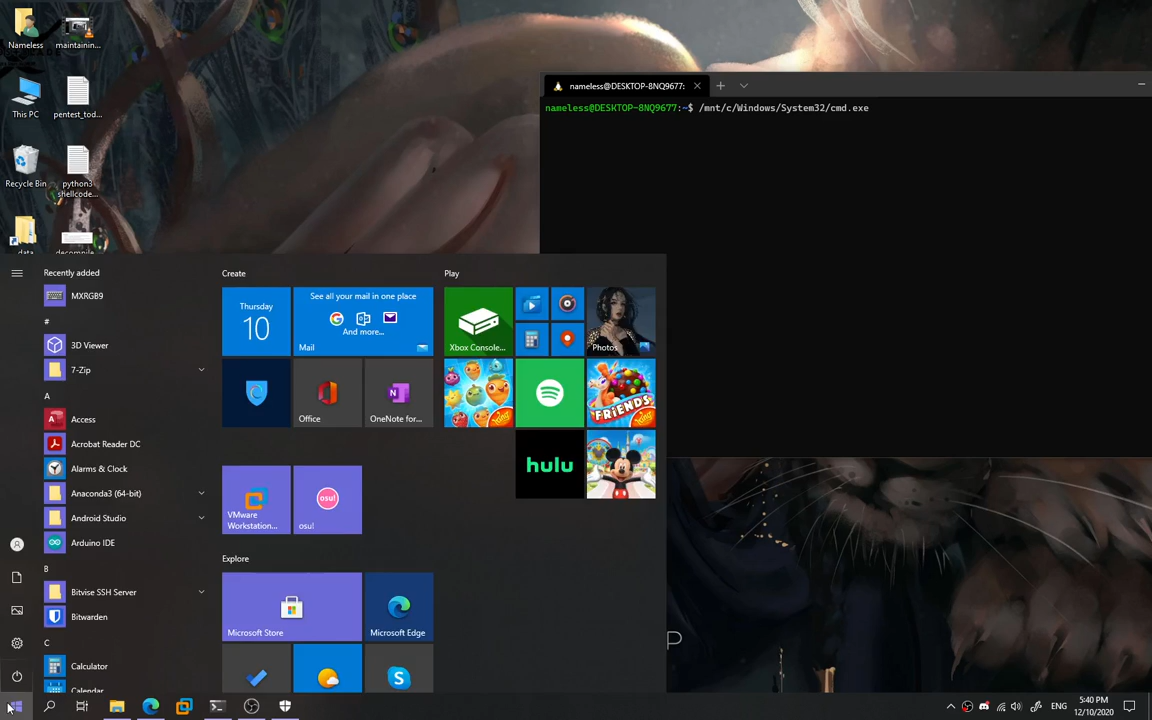 Nameless
maintainin...
This PC
pentest_tod...
Recycle Bin
python3
shellcode...
data
decompile
nameless@DESKTOP-8NQ9677:
nameless@DESKTOP-8NQ9677:~$ /mnt/c/Windows/System32/cmd.exe
Recently added
MXRGB9
#
3D Viewer
7-Zip
A
Access
Acrobat Reader DC
Alarms & Clock
Anaconda3 (64-bit)
Android Studio
Arduino IDE
B
Bitvise SSH Server
Bitwarden
C
Calculator
Calendar
Create
Thursday
10
See all your mail in one place
And more...
Mail
Office
OneNote for...
VMware
Workstation...
osu!
osu!
Explore
Microsoft Store
Microsoft Edge
Play
Xbox Console...
Photos
King
FRIENDS
King
hulu
P
ENG
5:40 PM
12/10/2020